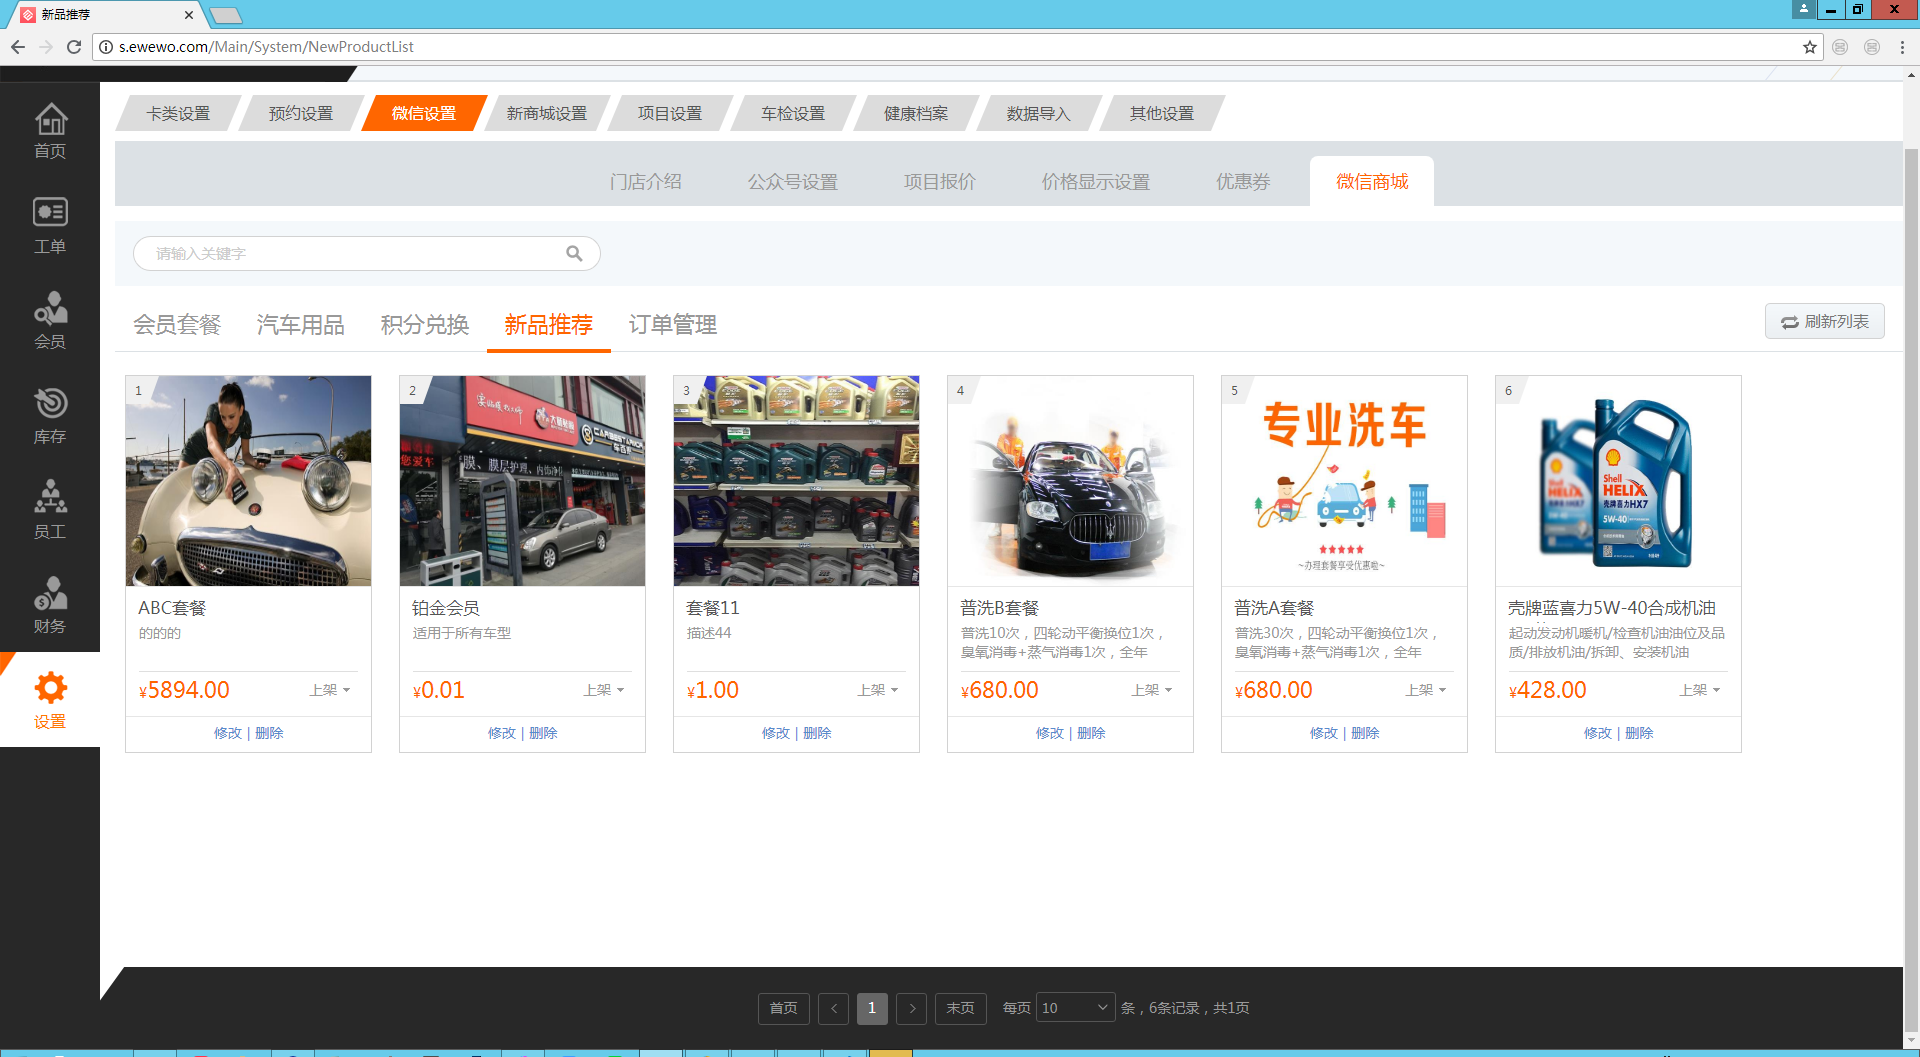 新品推荐
s.ewewo.com/Main/System/NewProductList
卡类设置 预约设置 微信设置 新商城设置 项目设置 车检设置 健康档案 数据导入 其他设置
门店介绍 公众号设置 项目报价 价格显示设置 优惠券 微信商城
请输入关键字
会员套餐 汽车用品 积分兑换 新品推荐 订单管理
刷新列表
首页
工单
会员
库存
员工
财务
设置
1
ABC套餐
的的的
¥5894.00 上架
修改 | 删除
2
铂金会员
适用于所有车型
¥0.01 上架
修改 | 删除
3
套餐11
描述44
¥1.00 上架
修改 | 删除
4
普洗B套餐
普洗10次，四轮动平衡换位1次，
臭氧消毒+蒸气消毒1次，全年
¥680.00 上架
修改 | 删除
5
专业洗车
~办理套餐享受优惠啦~
普洗A套餐
普洗30次，四轮动平衡换位1次，
臭氧消毒+蒸气消毒1次，全年
¥680.00 上架
修改 | 删除
6
Shell
HELIX
壳牌喜力HX7
5W-40
壳牌蓝喜力5W-40合成机油
起动发动机暖机/检查机油油位及品
质/排放机油/拆卸、安装机油
¥428.00 上架
修改 | 删除
首页 < 1 > 末页 每页 10 条，6条记录，共1页